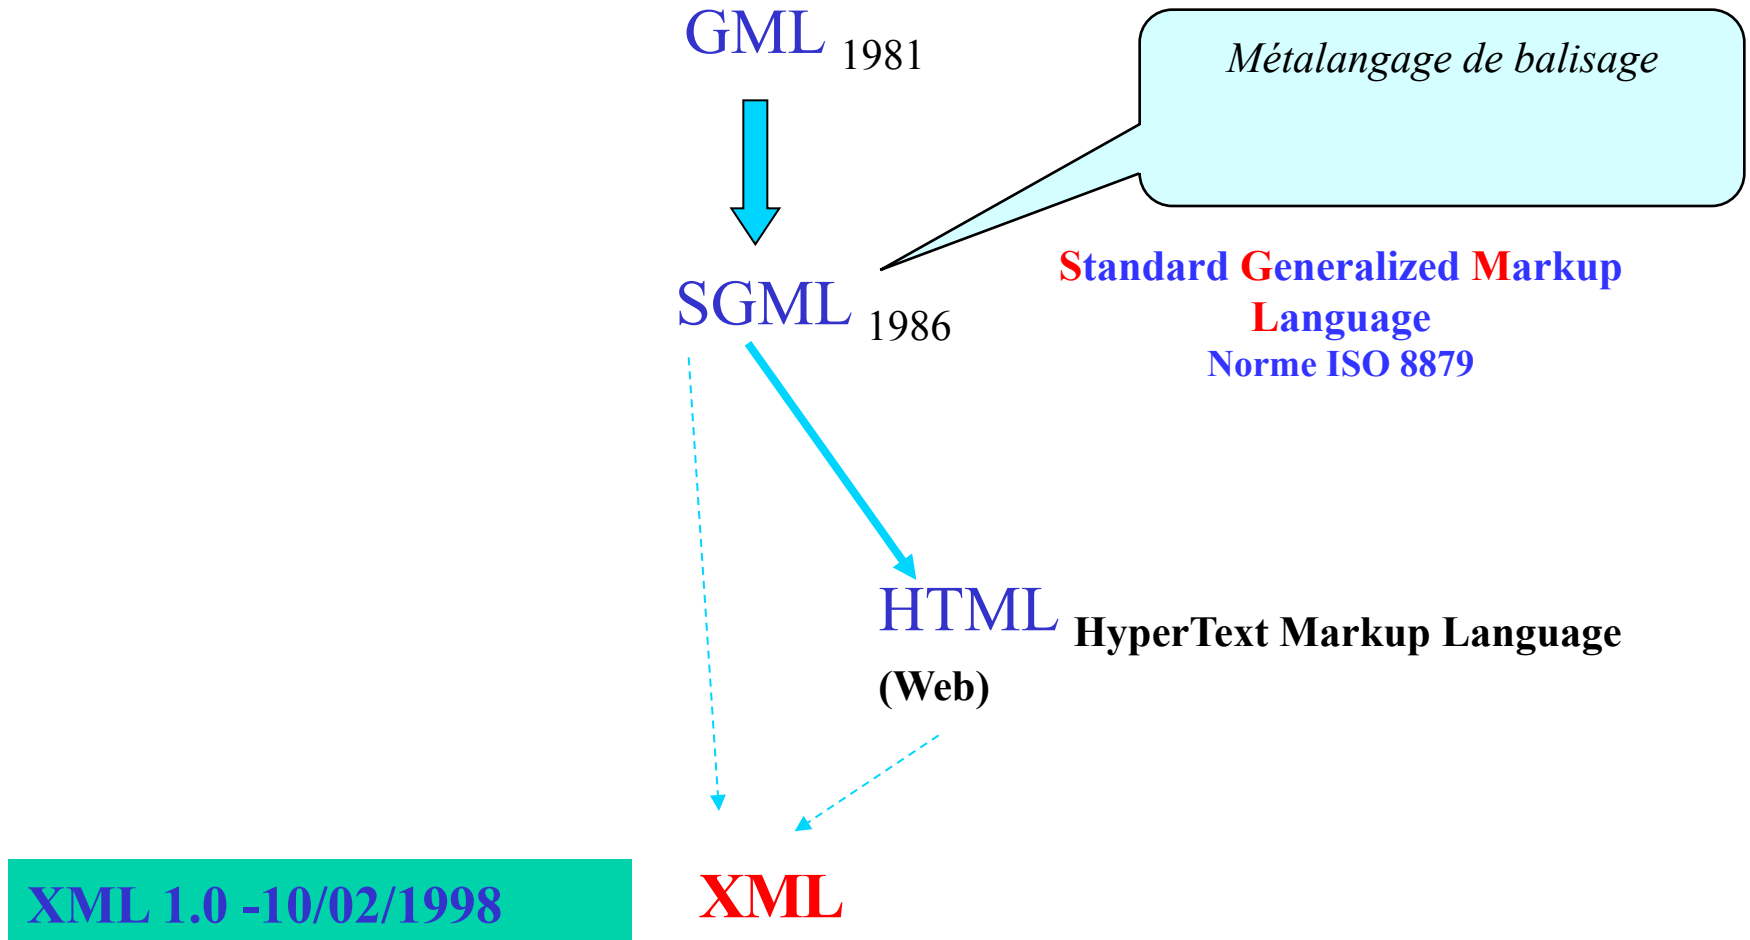 GML 1981
Métalangage de balisage
SGML 1986
Standard Generalized Markup
Language
Norme ISO 8879
HTML HyperText Markup Language
(Web)
XML 1.0 -10/02/1998
XML